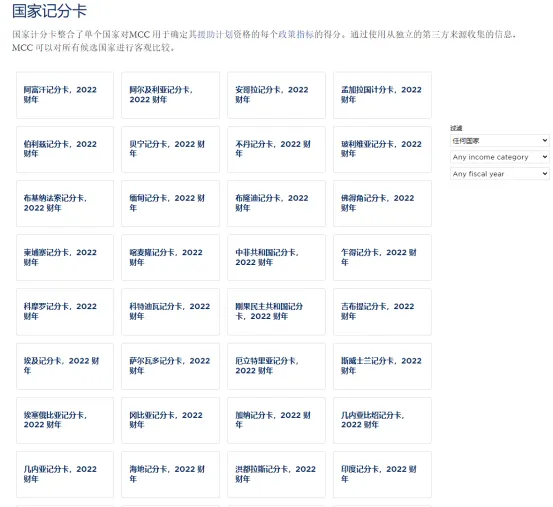 国家记分卡
国家计分卡整合了单个国家对MCC 用于确定其援助计划资格的每个政策指标的得分。通过使用从独立的第三方来源收集的信息，
MCC 可以对所有候选国家进行客观比较。
阿富汗记分卡，2022
财年
阿尔及利亚记分卡，
2022 财年
安哥拉记分卡，2022
财年
孟加拉国计分卡，2022
财年
过滤
任何国家
Any income category
Any fiscal year
伯利兹记分卡，2022
财年
贝宁记分卡，2022 财
年
不丹记分卡，2022 财
年
玻利维亚记分卡，2022
财年
布基纳法索记分卡，
2022 财年
缅甸记分卡，2022 财
年
布隆迪记分卡，2022
财年
佛得角记分卡，2022
财年
柬埔寨记分卡，2022
财年
喀麦隆记分卡，2022
财年
中非共和国记分卡，
2022 财年
乍得记分卡，2022 财
年
科摩罗记分卡，2022
财年
科特迪瓦记分卡，2022
财年
刚果民主共和国记分
卡，2022 财年
吉布提记分卡，2022
财年
埃及记分卡，2022 财
年
萨尔瓦多记分卡，2022
财年
厄立特里亚记分卡，
2022 财年
斯威士兰记分卡，2022
财年
埃塞俄比亚记分卡，
2022 财年
冈比亚记分卡，2022
财年
加纳记分卡，2022 财
年
几内亚比绍记分卡，
2022 财年
几内亚记分卡，2022
财年
海地记分卡，2022 财
年
洪都拉斯记分卡，2022
财年
印度记分卡，2022 财
年